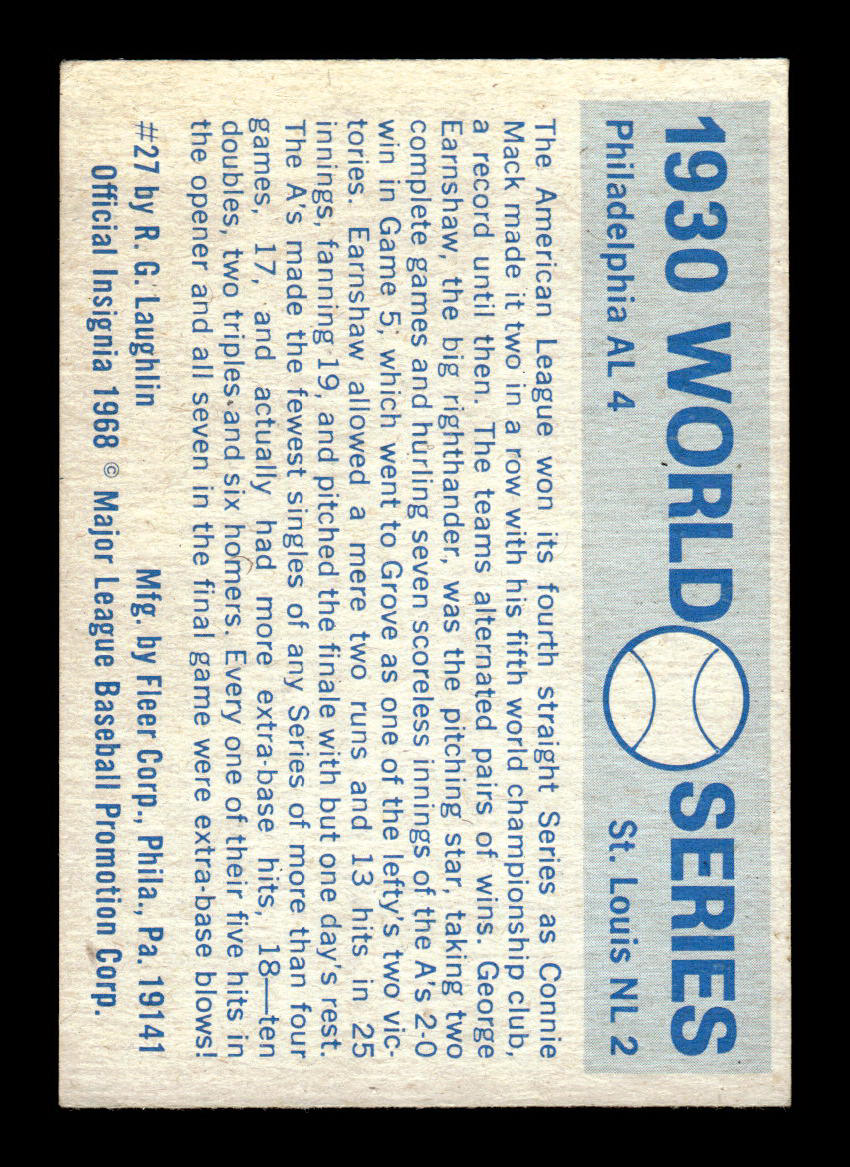 1930 WORLD SERIES
Philadelphia AL 4 St. Louis NL 2
The American League won its fourth straight Series as Connie
Mack made it two in a row with his fifth world championship club,
a record until then. The teams alternated pairs of wins. George
Earnshaw, the big righthander, was the pitching star, taking two
complete games and hurling seven scoreless innings of the A's 2-0
win in Game 5, which went to Grove as one of the lefty's two vic-
tories. Earnshaw allowed a mere two runs and 13 hits in 25
innings, fanning 19, and pitched the finale with but one day's rest.
The A's made the fewest singles of any Series of more than four
games, 17, and actually had more extra-base hits, 18—ten
doubles, two triples and six homers. Every one of their five hits in
the opener and all seven in the final game were extra-base blows!
#27 by R. G. Laughlin Mfg. by Fleer Corp., Phila., Pa. 19141
Official Insignia 1968 © Major League Baseball Promotion Corp.